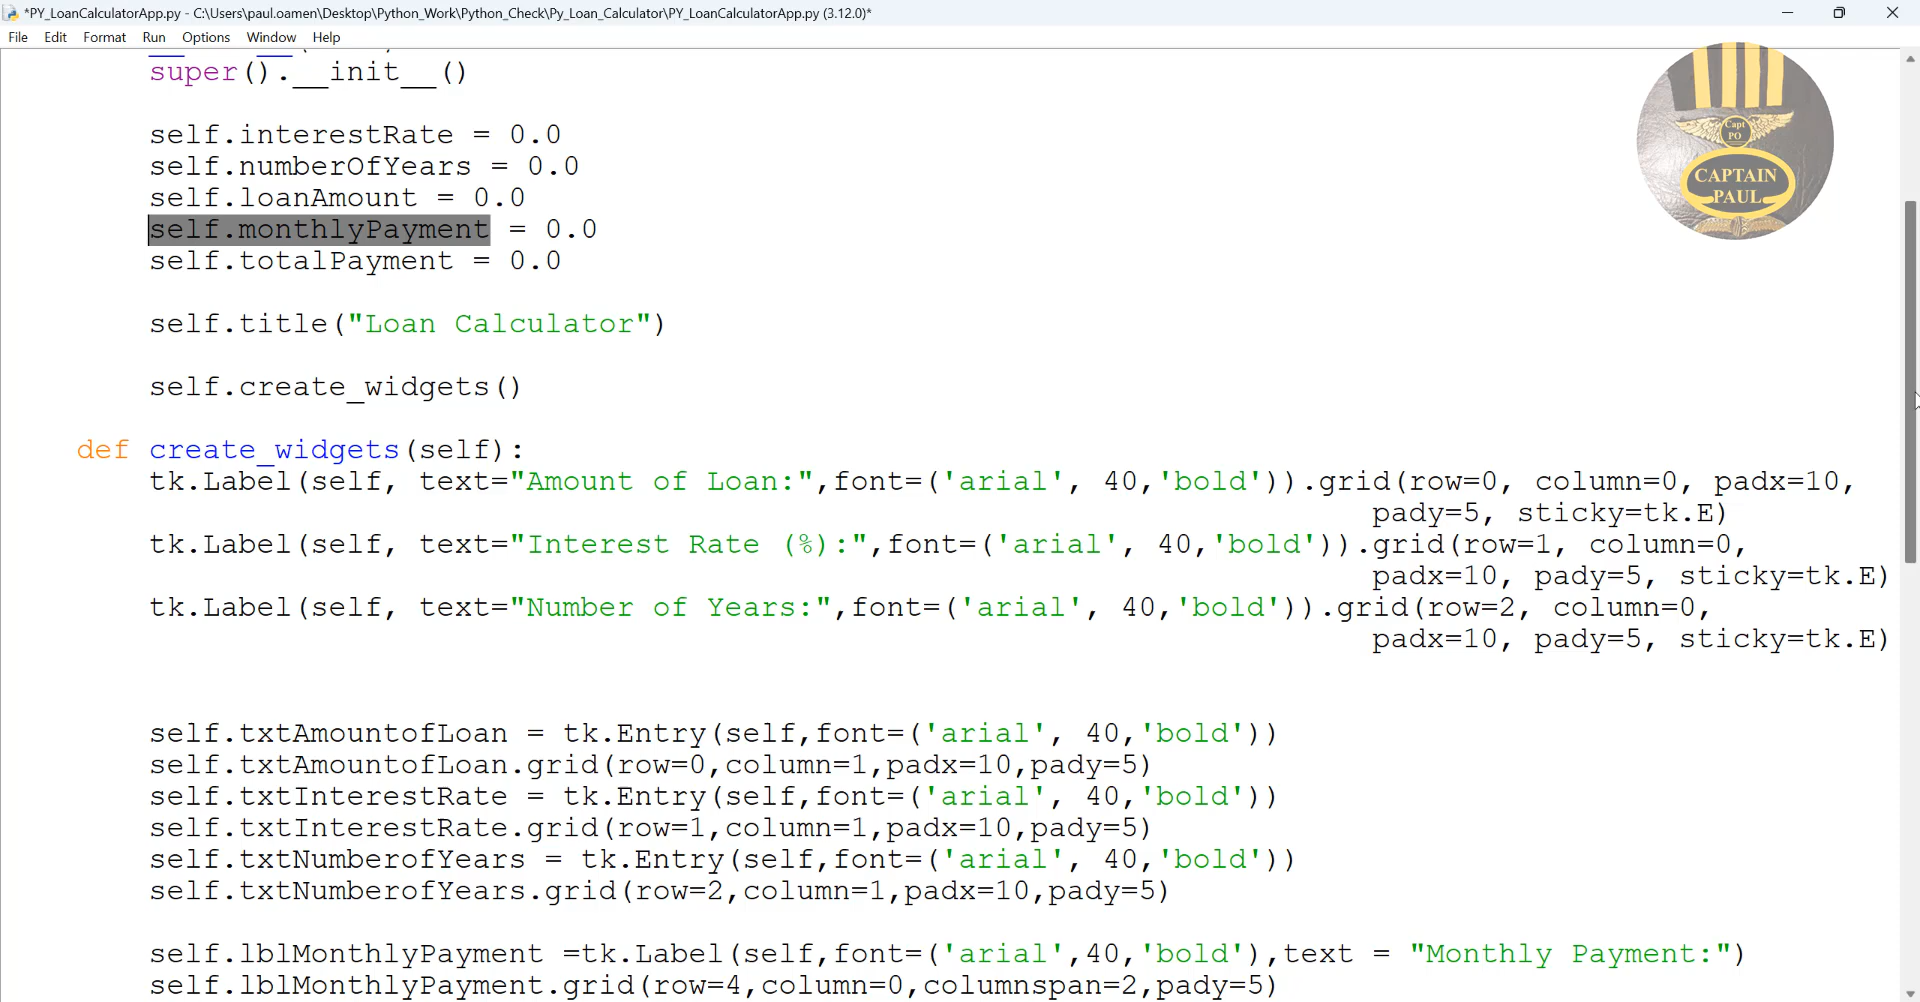 *PY_LoanCalculatorApp.py - C:\Users\paul.oamen\Desktop\Python_Work\Python_Check\Py_Loan_Calculator\PY_LoanCalculatorApp.py (3.12.0)*
File Edit Format Run Options Window Help
super().__init__()
self.interestRate = 0.0
self.numberOfYears = 0.0
self.loanAmount = 0.0
self.monthlyPayment = 0.0
self.totalPayment = 0.0
self.title("Loan Calculator")
self.create_widgets()
def create_widgets(self):
tk.Label(self, text="Amount of Loan:",font=('arial', 40,'bold')).grid(row=0, column=0, padx=10,
pady=5, sticky=tk.E)
tk.Label(self, text="Interest Rate (%):",font=('arial', 40,'bold')).grid(row=1, column=0,
padx=10, pady=5, sticky=tk.E)
tk.Label(self, text="Number of Years:",font=('arial', 40,'bold')).grid(row=2, column=0,
padx=10, pady=5, sticky=tk.E)
self.txtAmountofLoan = tk.Entry(self,font=('arial', 40,'bold'))
self.txtAmountofLoan.grid(row=0,column=1,padx=10,pady=5)
self.txtInterestRate = tk.Entry(self,font=('arial', 40,'bold'))
self.txtInterestRate.grid(row=1,column=1,padx=10,pady=5)
self.txtNumberofYears = tk.Entry(self,font=('arial', 40,'bold'))
self.txtNumberofYears.grid(row=2,column=1,padx=10,pady=5)
self.lblMonthlyPayment =tk.Label(self,font=('arial',40,'bold'),text = "Monthly Payment:")
self.lblMonthlyPayment.grid(row=4,column=0,columnspan=2,pady=5)
Capt
PO
CAPTAIN
PAUL